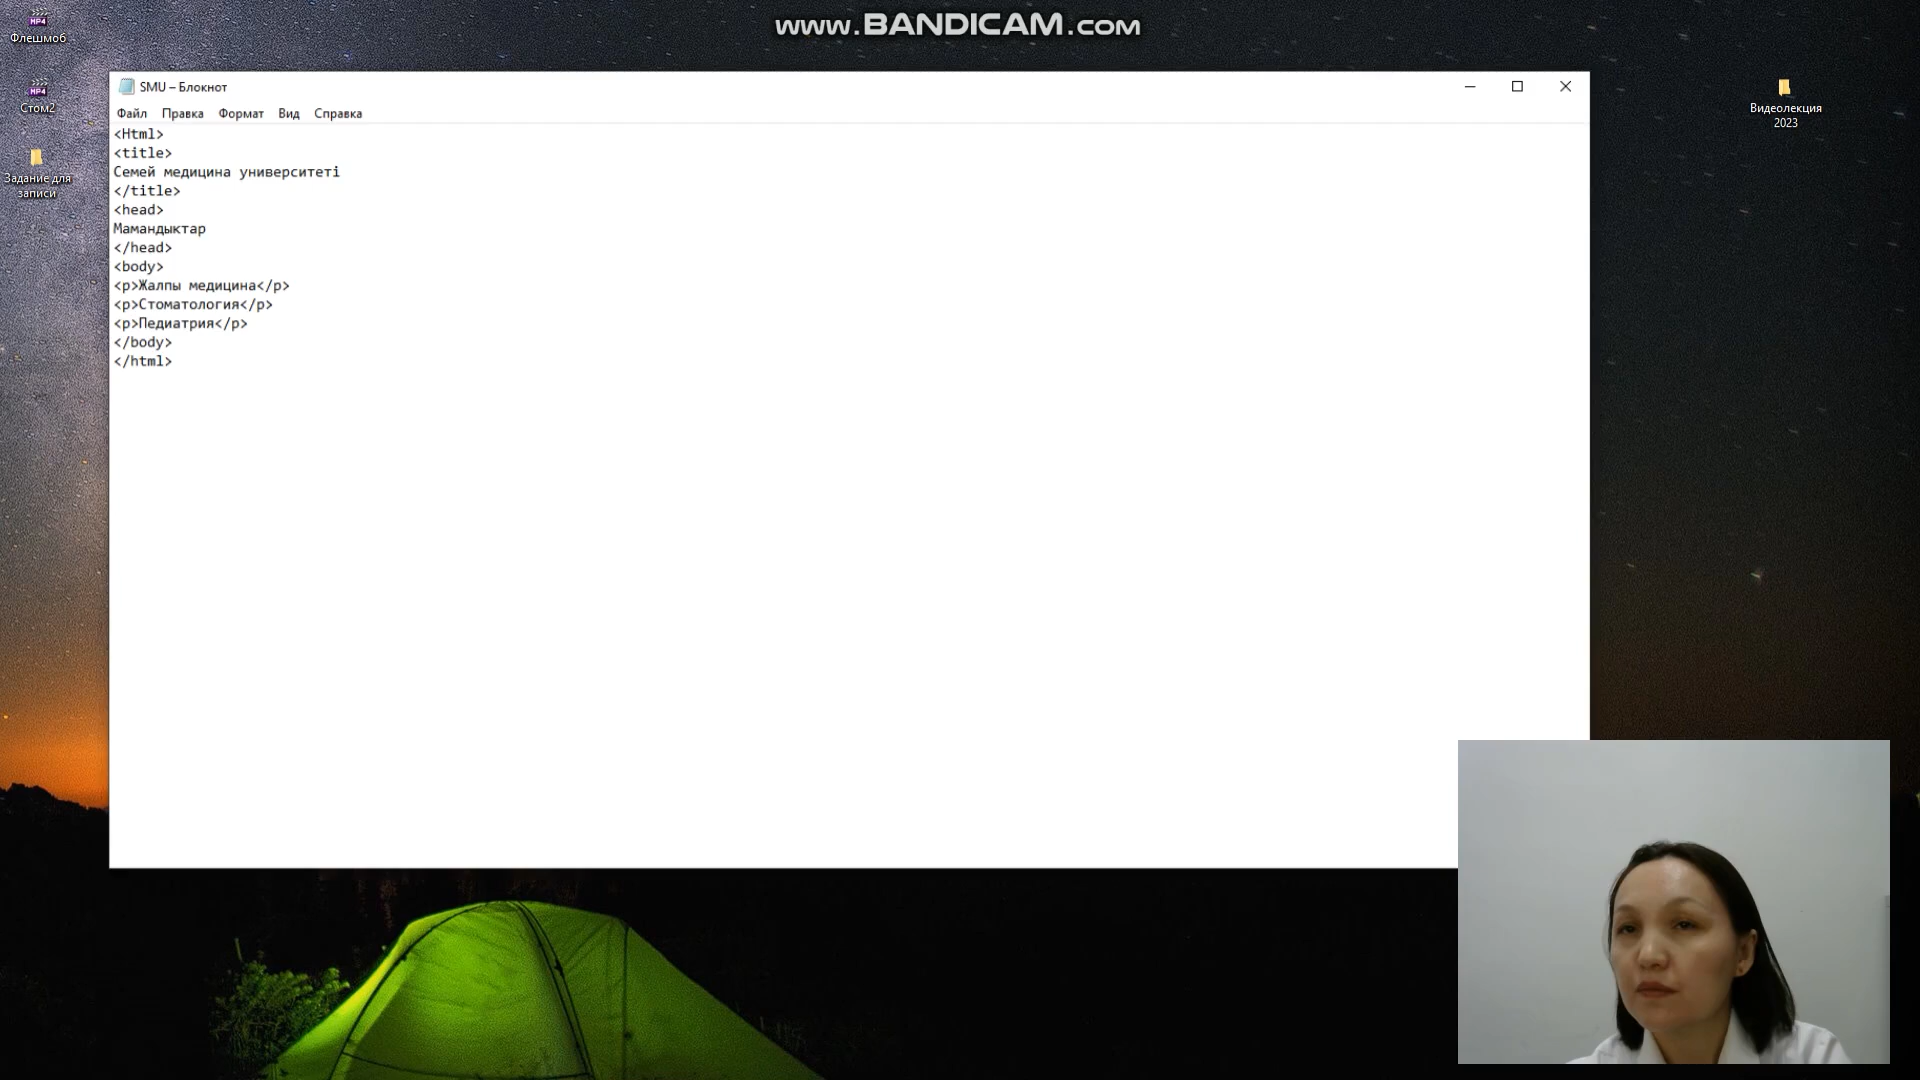 www.BANDICAM.com
Флешмоб
Стом2
Задание для
записи
Видеолекция
2023
SMU – Блокнот
Файл Правка Формат Вид Справка
<Html>
<title>
Семей медицина университеті
</title>
<head>
Мамандыктар
</head>
<body>
<p>Жалпы медицина</p>
<p>Стоматология</p>
<p>Педиатрия</p>
</body>
</html>